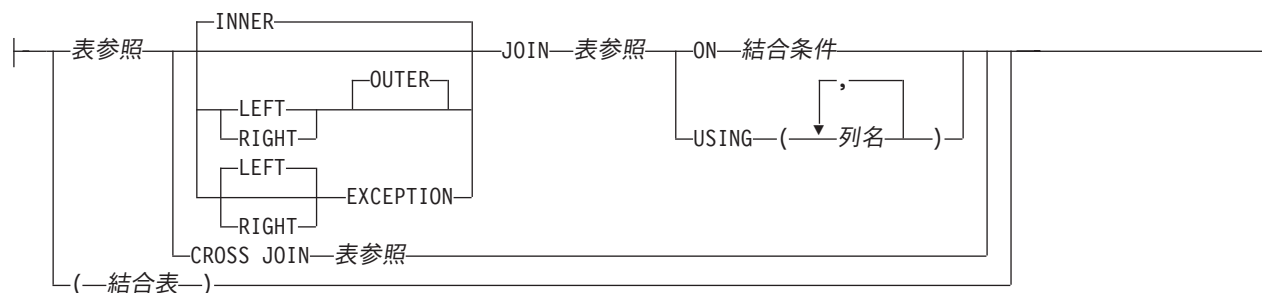 INNER
表参照 JOIN 表参照 ON 結合条件
OUTER ,
LEFT
RIGHT USING ( 列名 )
LEFT
EXCEPTION
RIGHT
CROSS JOIN 表参照
( 結合表 )